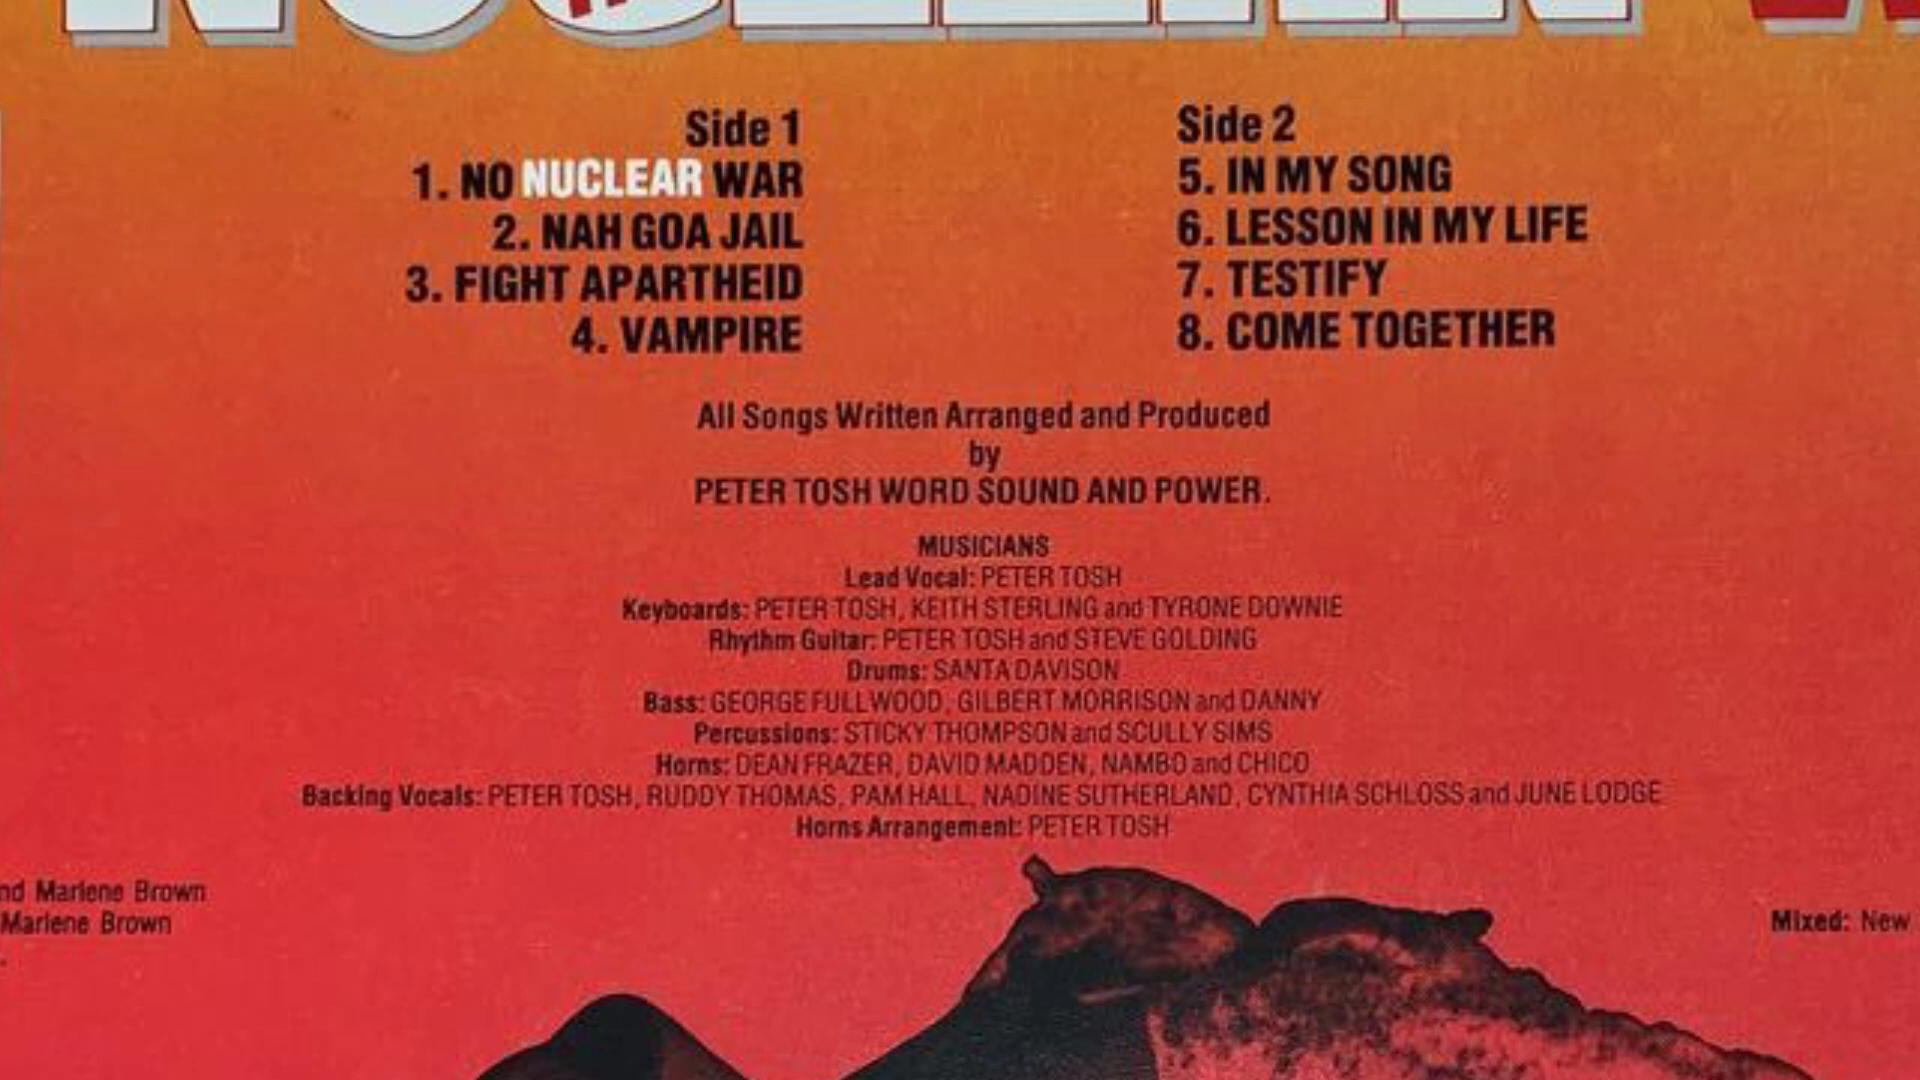 NUCLEAR W
Side 1
1. NO NUCLEAR WAR
2. NAH GOA JAIL
3. FIGHT APARTHEID
4. VAMPIRE
Side 2
5. IN MY SONG
6. LESSON IN MY LIFE
7. TESTIFY
8. COME TOGETHER
All Songs Written Arranged and Produced
by
PETER TOSH WORD SOUND AND POWER.
MUSICIANS
Lead Vocal: PETER TOSH
Keyboards: PETER TOSH, KEITH STERLING and TYRONE DOWNIE
Rhythm Guitar: PETER TOSH and STEVE GOLDING
Drums: SANTA DAVISON
Bass: GEORGE FULLWOOD, GILBERT MORRISON and DANNY
Percussions: STICKY THOMPSON and SCULLY SIMS
Horns: DEAN FRAZER, DAVID MADDEN, NAMBO and CHICO
Backing Vocals: PETER TOSH, RUDDY THOMAS, PAM HALL, NADINE SUTHERLAND, CYNTHIA SCHLOSS and JUNE LODGE
Horns Arrangement: PETER TOSH
nd Marlene Brown
Marlene Brown
Mixed: New